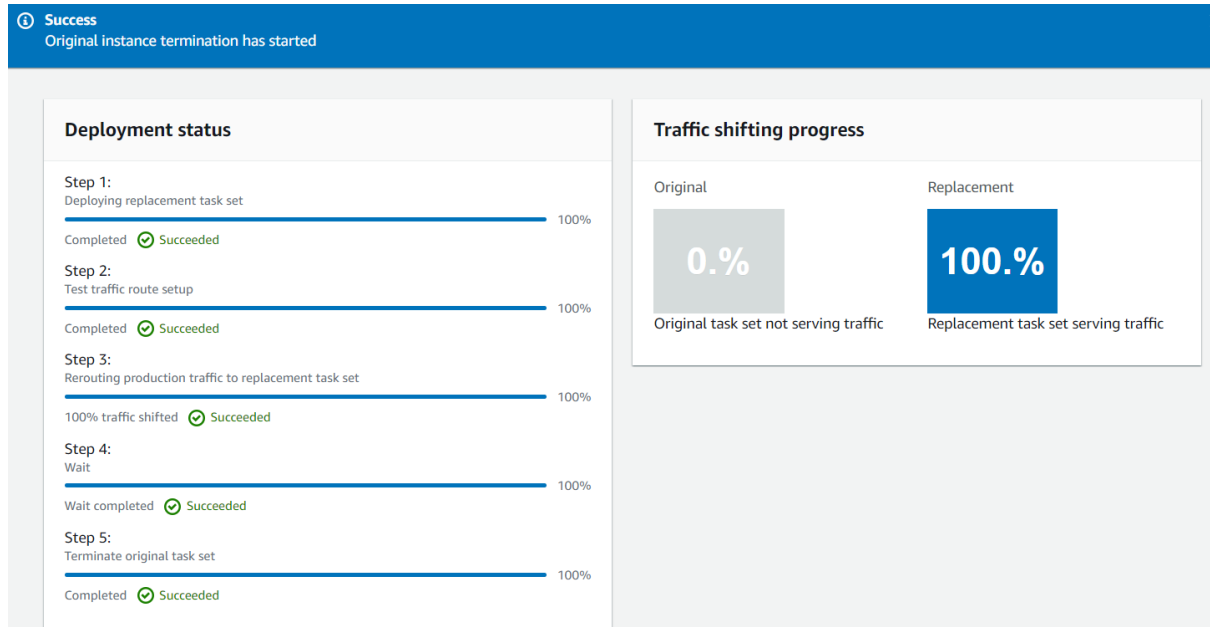 Success
Original instance termination has started
Deployment status
Step 1:
Deploying replacement task set
100%
Completed Succeeded
Step 2:
Test traffic route setup
100%
Completed Succeeded
Step 3:
Rerouting production traffic to replacement task set
100%
100% traffic shifted Succeeded
Step 4:
Wait
100%
Wait completed Succeeded
Step 5:
Terminate original task set
100%
Completed Succeeded
Traffic shifting progress
Original Replacement
0.% 100.%
Original task set not serving traffic Replacement task set serving traffic